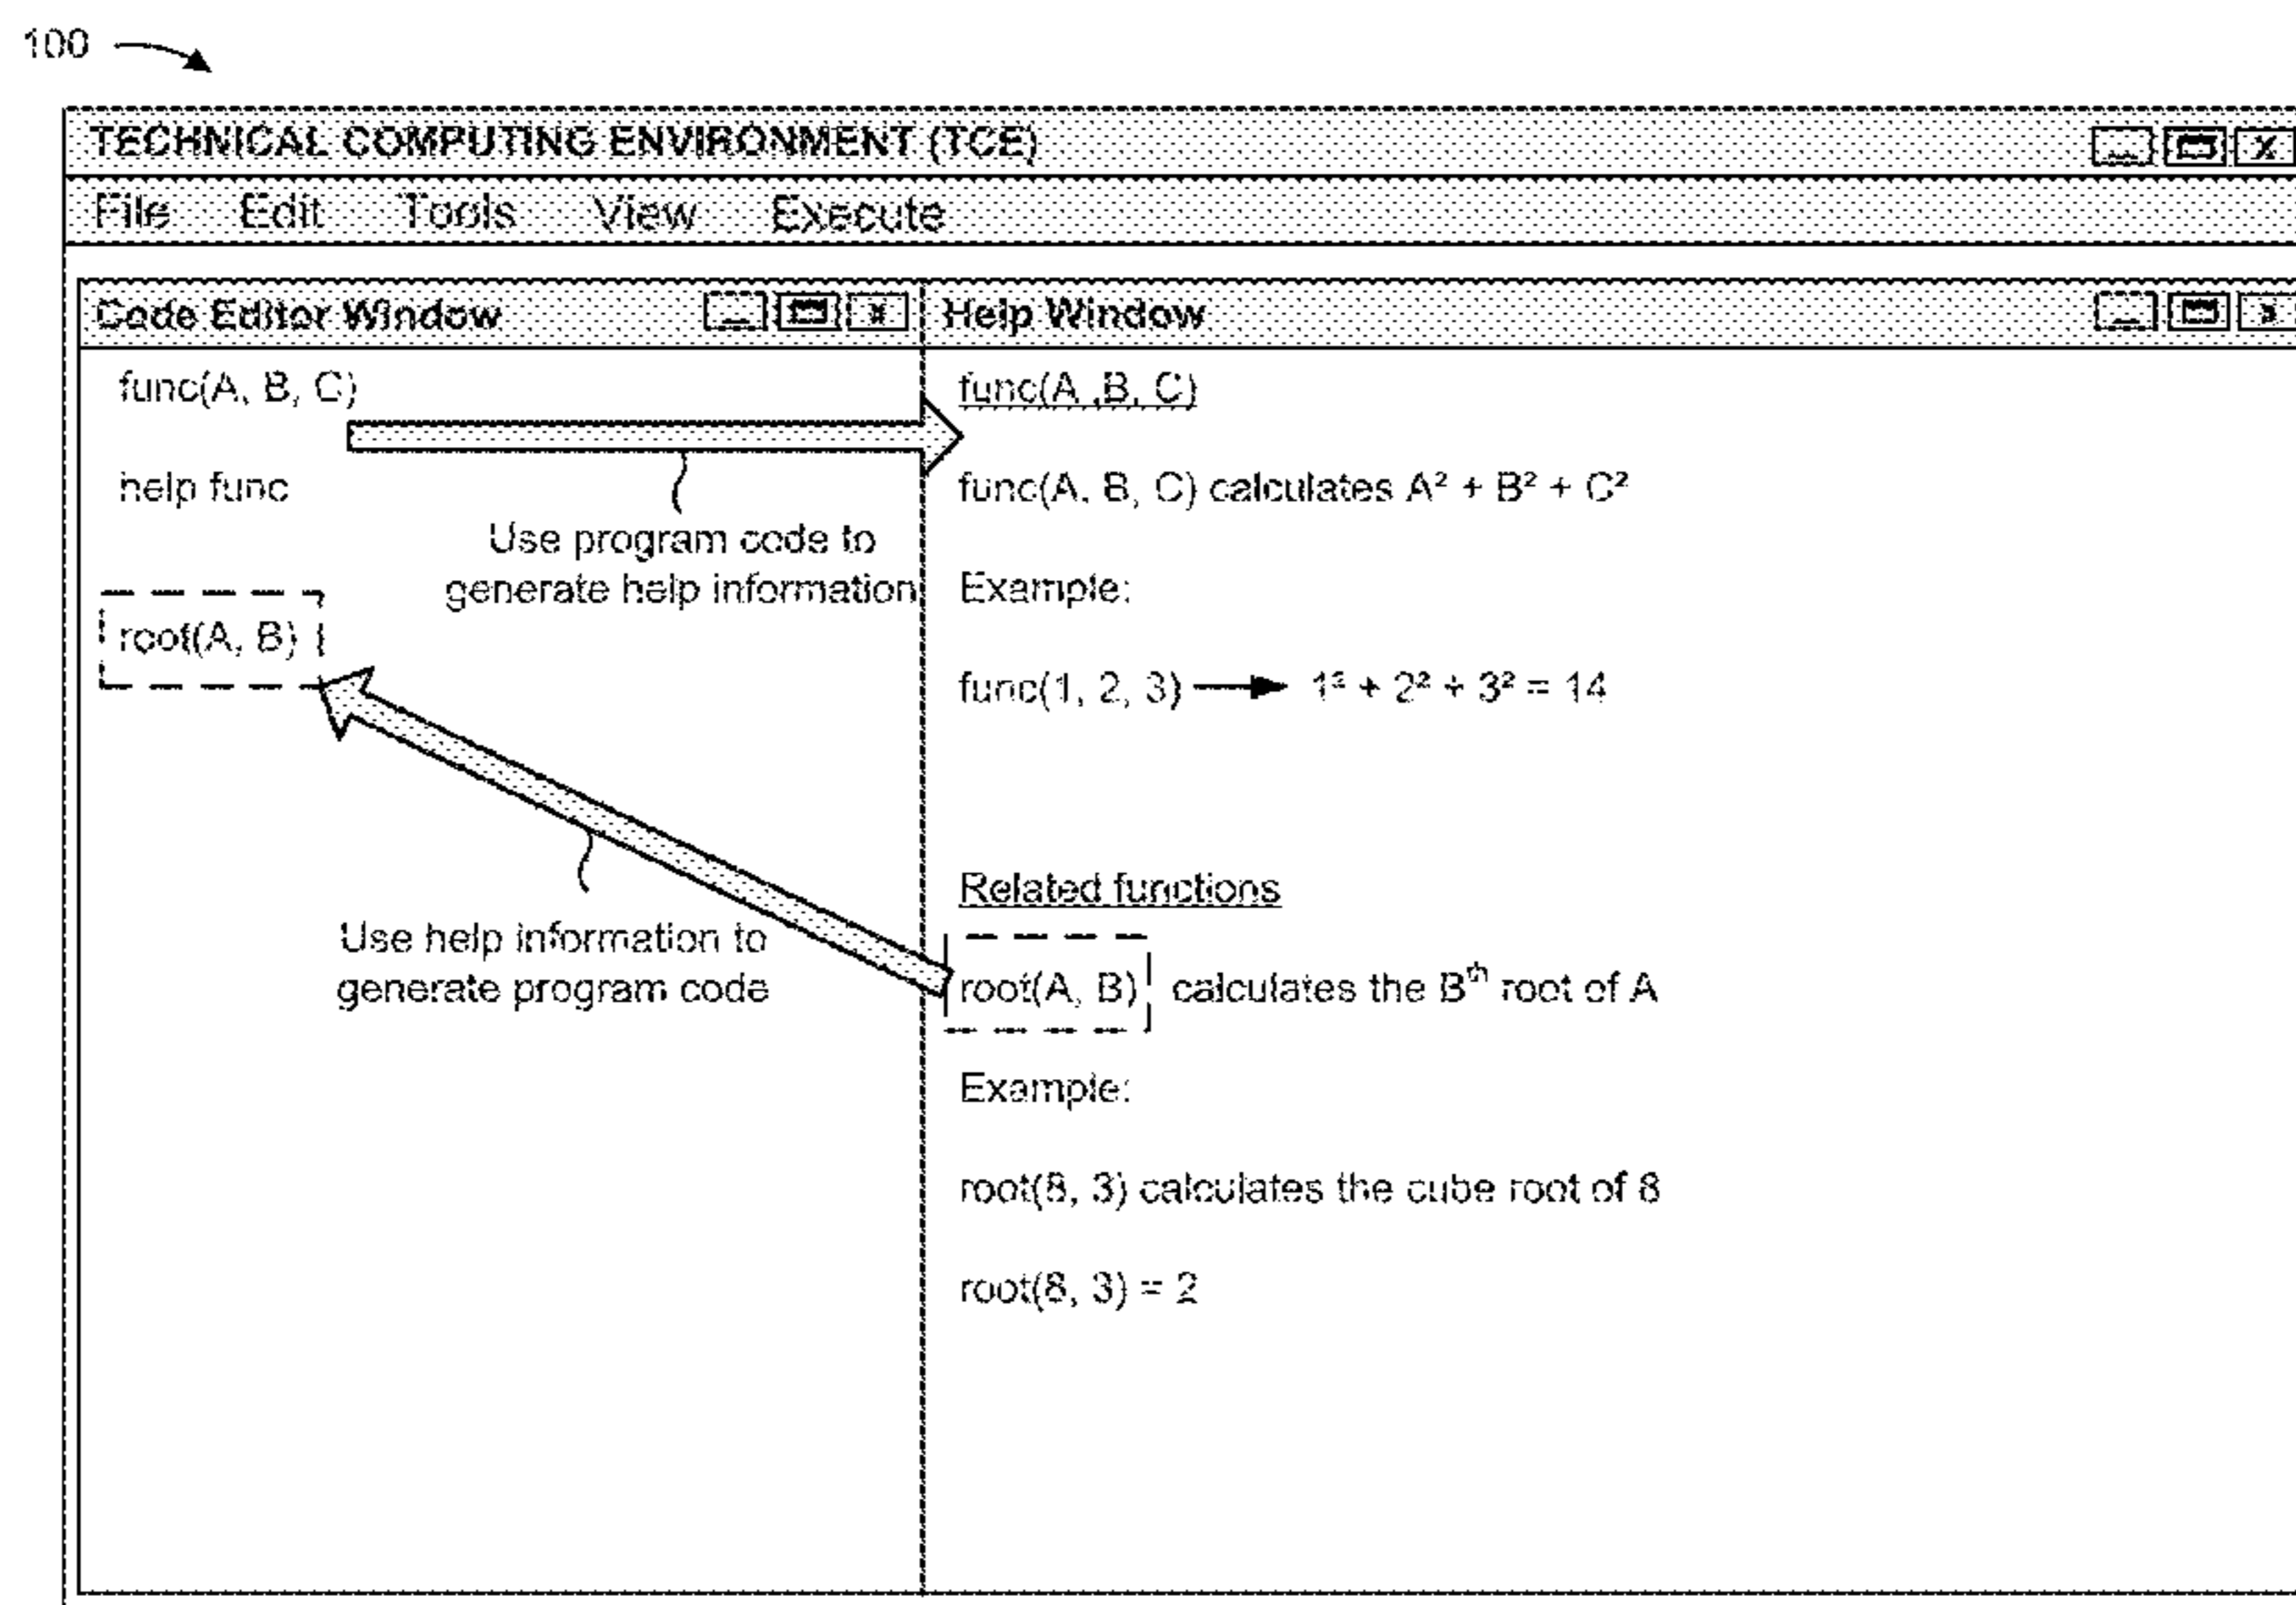 100
TECHNICAL COMPUTING ENVIRONMENT (TCE)
File Edit Tools View Execute
Code Editor Window
Help Window
func(A, B, C)
help func
Use program code to
generate help information
root(A, B)
Use help information to
generate program code
func(A ,B, C)
func(A, B, C) calculates A² + B² + C²
Example:
func(1, 2, 3) → 1² + 2² + 3² = 14
Related functions
root(A, B) calculates the Bᵗʰ root of A
Example:
root(8, 3) calculates the cube root of 8
root(8, 3) = 2